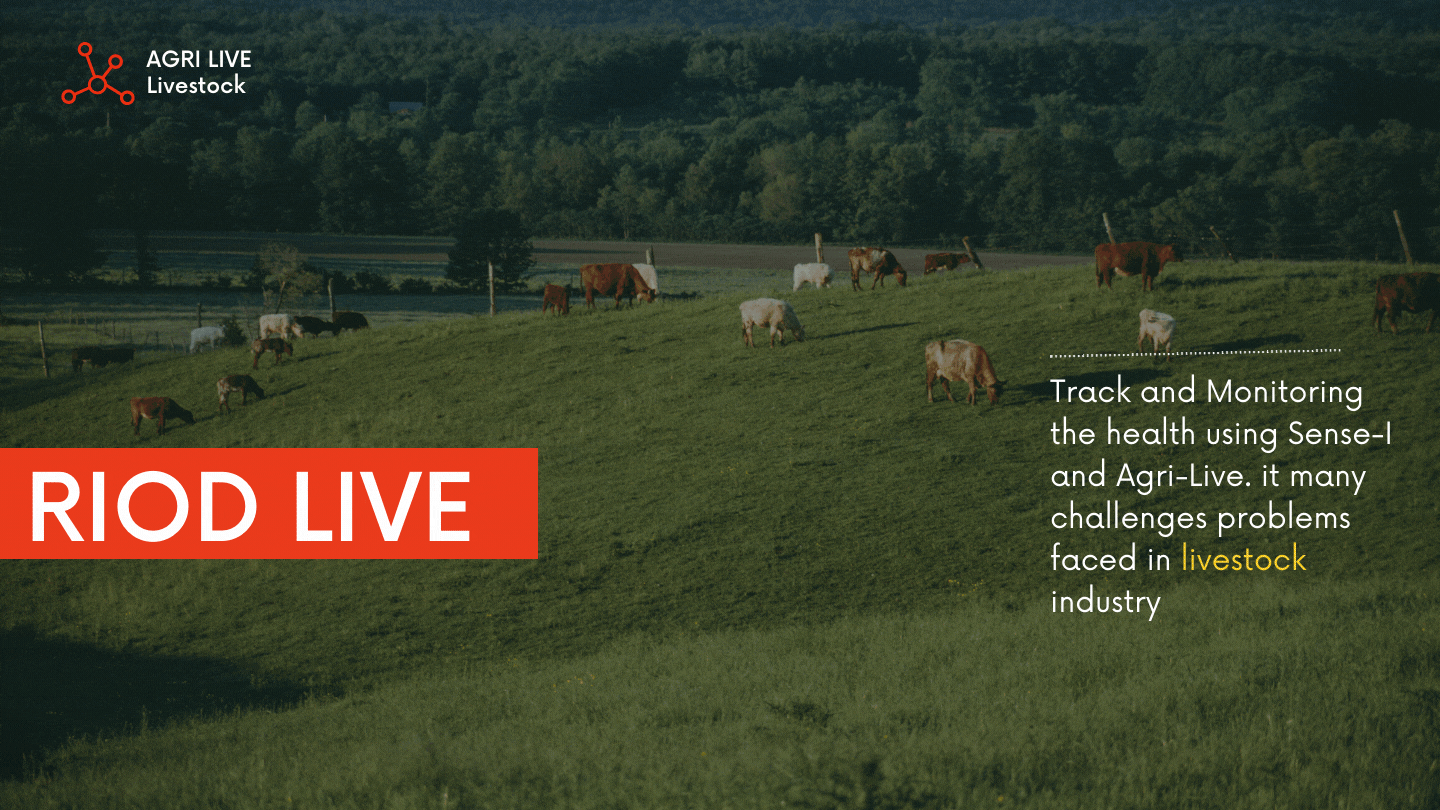 AGRI LIVE
Livestock
RIOD LIVE
Track and Monitoring
the health using Sense-I
and Agri-Live. it many
challenges problems
faced in livestock
industry